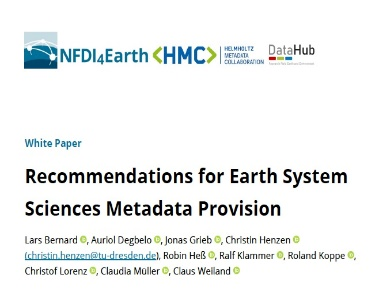 NFDI4Earth <HMC> HELMHOLTZ METADATA COLLABORATION DataHub
White Paper
Recommendations for Earth System
Sciences Metadata Provision
Lars Bernard, Auriol Degbelo, Jonas Grieb, Christin Henzen
(christin.henzen@tu-dresden.de), Robin Heß, Ralf Klammer, Roland Koppe,
Christof Lorenz, Claudia Müller, Claus Weiland